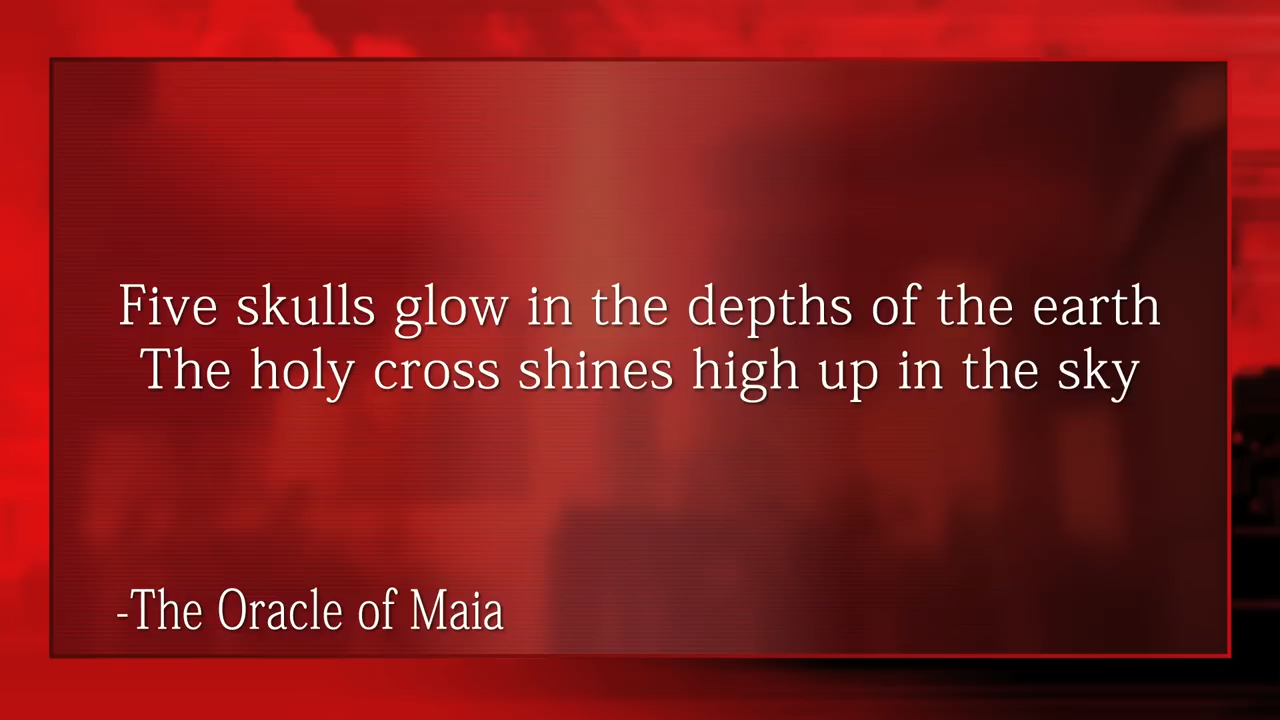 Five skulls glow in the depths of the earth
The holy cross shines high up in the sky
-The Oracle of Maia